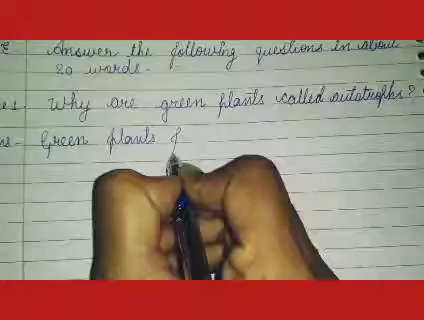 Answer the following questions in about
20 words.
Why are green plants called autotrophs?
Green plants